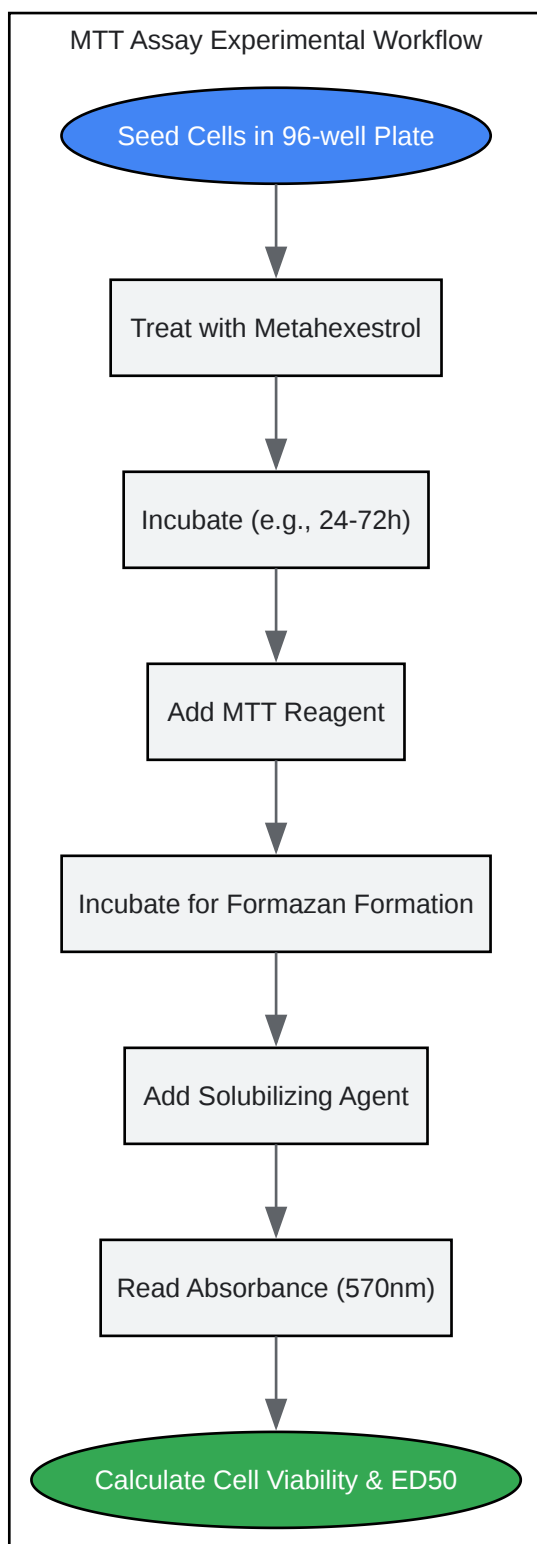 MTT Assay Experimental Workflow
Seed Cells in 96-well Plate
Treat with Metahexestrol
Incubate (e.g., 24-72h)
Add MTT Reagent
Incubate for Formazan Formation
Add Solubilizing Agent
Read Absorbance (570nm)
Calculate Cell Viability & ED50